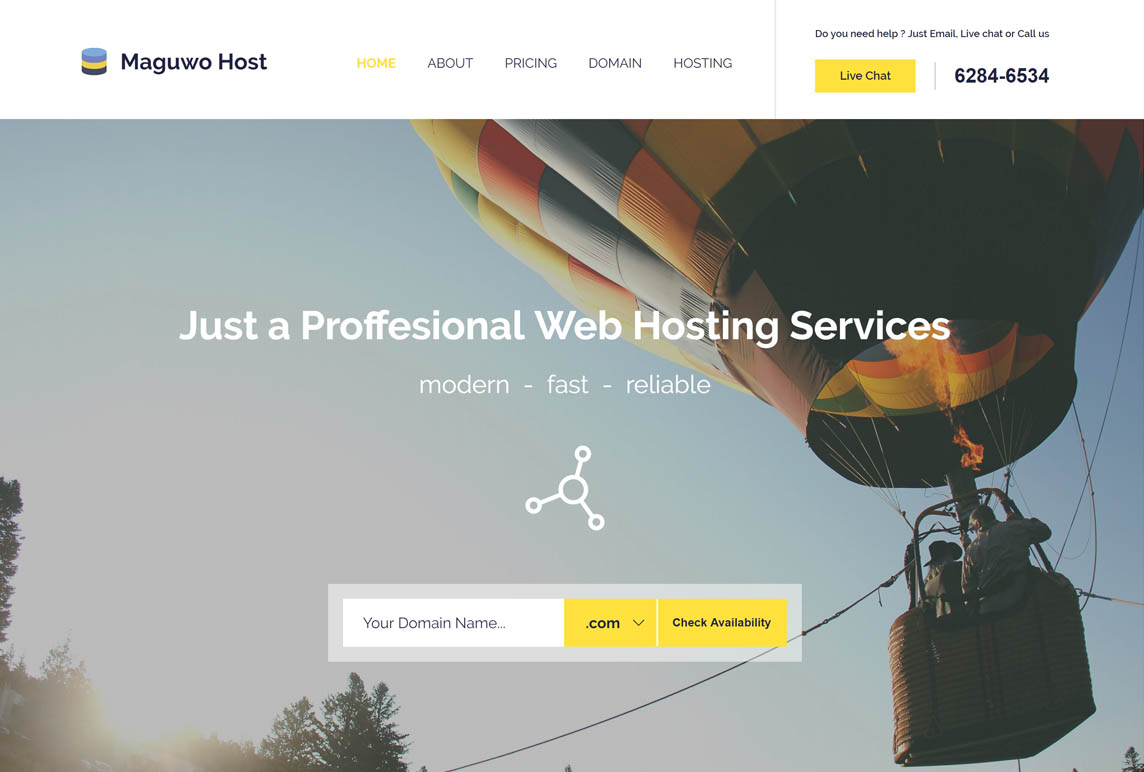 Maguwo Host
HOME ABOUT PRICING DOMAIN HOSTING
Do you need help ? Just Email, Live chat or Call us
Live Chat
6284-6534
Just a Proffesional Web Hosting Services
modern - fast - reliable
Your Domain Name...
.com
Check Availability